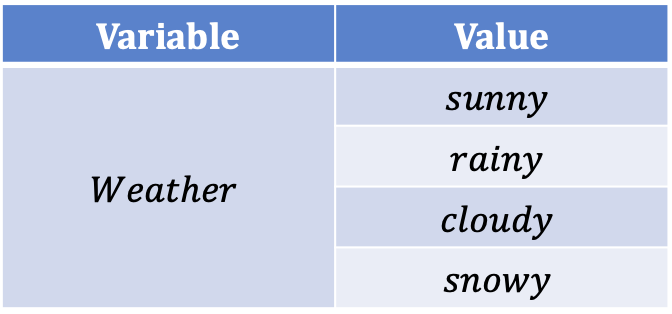 Variable Value
Weather
sunny
rainy
cloudy
snowy